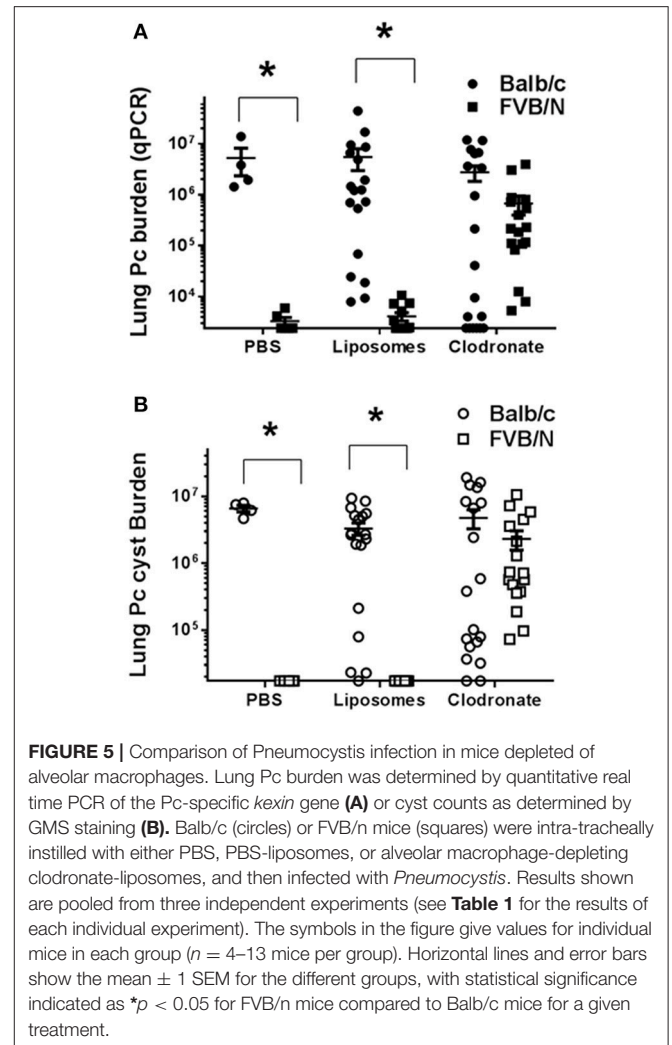 A
* *
● Balb/c
■ FVB/N
Lung Pc burden (qPCR)
10⁷
10⁶
10⁵
10⁴
PBS Liposomes Clodronate
B
* *
○ Balb/c
□ FVB/N
Lung Pc cyst Burden
10⁷
10⁶
10⁵
PBS Liposomes Clodronate
FIGURE 5 | Comparison of Pneumocystis infection in mice depleted of
alveolar macrophages. Lung Pc burden was determined by quantitative real
time PCR of the Pc-specific kexin gene (A) or cyst counts as determined by
GMS staining (B). Balb/c (circles) or FVB/n mice (squares) were intra-tracheally
instilled with either PBS, PBS-liposomes, or alveolar macrophage-depleting
clodronate-liposomes, and then infected with Pneumocystis. Results shown
are pooled from three independent experiments (see Table 1 for the results of
each individual experiment). The symbols in the figure give values for individual
mice in each group (n = 4–13 mice per group). Horizontal lines and error bars
show the mean ± 1 SEM for the different groups, with statistical significance
indicated as *p < 0.05 for FVB/n mice compared to Balb/c mice for a given
treatment.